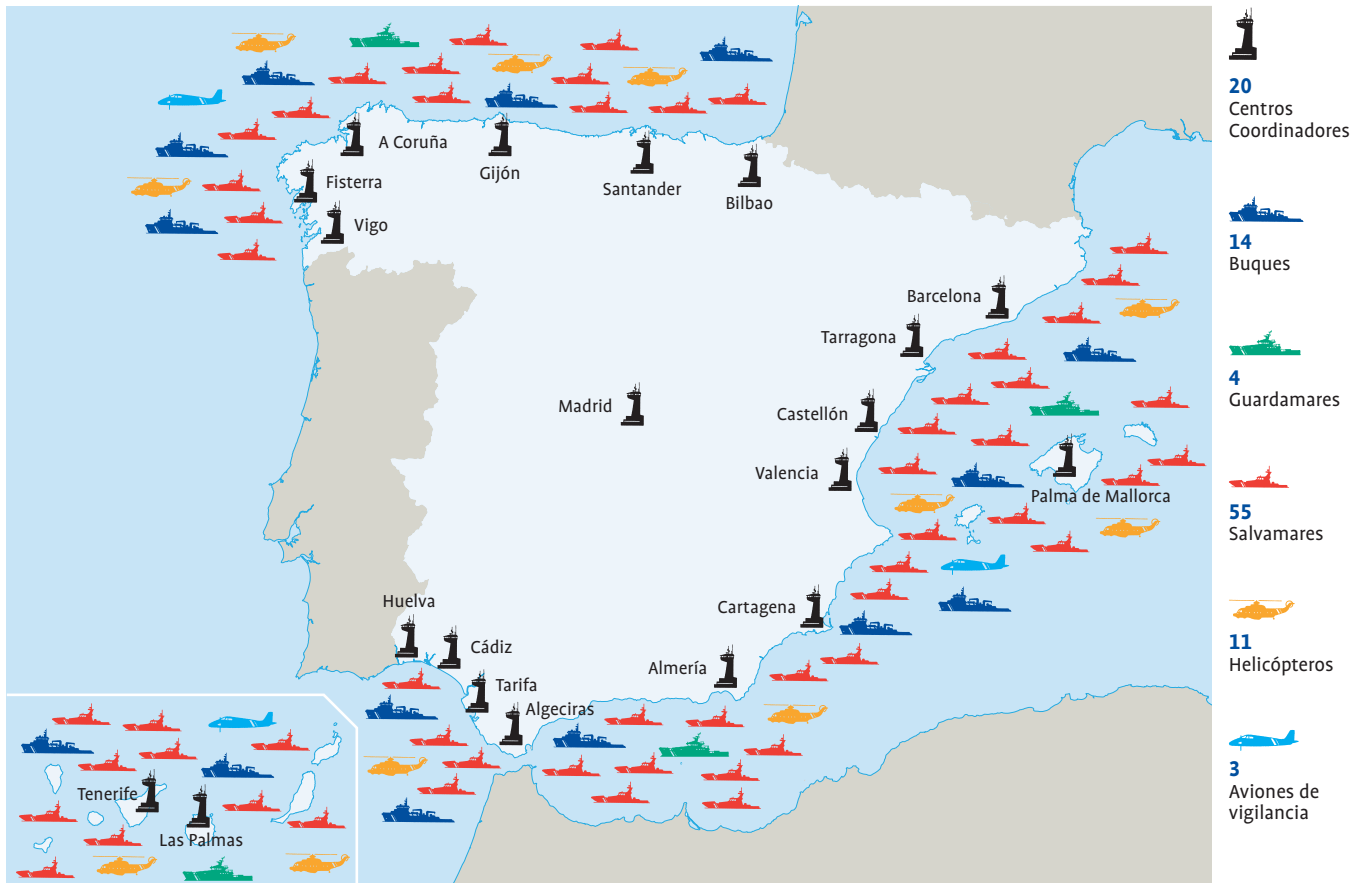 A Coruña
Gijón
Santander
Bilbao
Fisterra
Vigo
Barcelona
Tarragona
Madrid
Castellón
Valencia
Palma de Mallorca
Cartagena
Huelva
Cádiz
Almería
Tarifa
Algeciras
Tenerife
Las Palmas
20
Centros
Coordinadores
14
Buques
4
Guardamares
55
Salvamares
11
Helicópteros
3
Aviones de
vigilancia